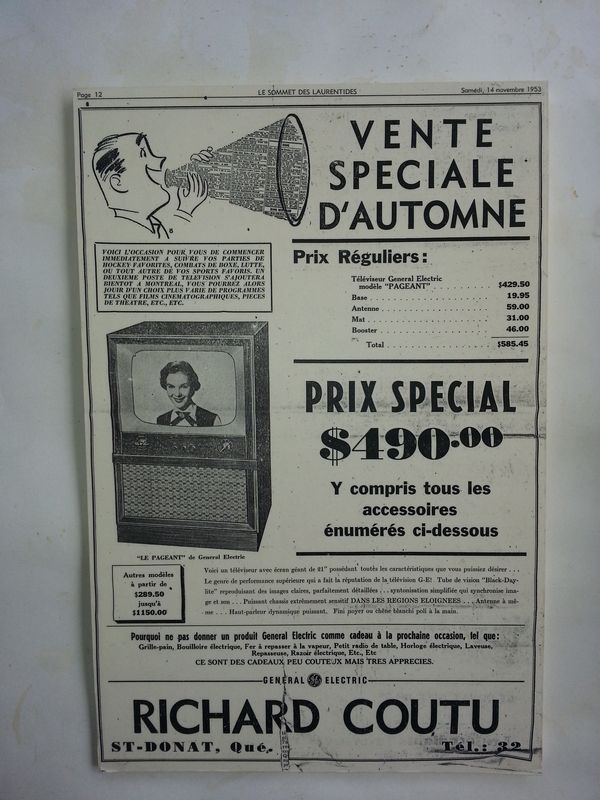 Page 12
LE SOMMET DES LAURENTIDES
Samedi, 14 novembre 1953
VENTE
SPECIALE
D'AUTOMNE
VOICI L'OCCASION POUR VOUS DE COMMENCER
IMMEDIATEMENT A SUIVRE VOS PARTIES DE
HOCKEY FAVORITES, COMBATS DE BOXE, LUTTE,
OU TOUT AUTRE DE VOS SPORTS FAVORIS. UN
DEUXIEME POSTE DE TELEVISION S'AJOUTERA
BIENTOT A MONTREAL, VOUS POURREZ ALORS
JOUIR D'UN CHOIX PLUS VARIE DE PROGRAMMES
TELS QUE FILMS CINEMATOGRAPHIQUES, PIECES
DE THEATRE, ETC., ETC.
Prix Réguliers:
Téléviseur General Electric
modèle "PAGEANT" . . . . . . . . . . $429.50
Base . . . . . . . . . . . . . . . . . . . . 19.95
Antenne . . . . . . . . . . . . . . . . . . 59.00
Mat . . . . . . . . . . . . . . . . . . . . 31.00
Booster . . . . . . . . . . . . . . . . . . 46.00
Total . . . . . . . . . . . . . . . . . $585.45
PRIX SPECIAL
$490.00
Y compris tous les
accessoires
énumérés ci-dessous
"LE PAGEANT" de General Electric
Autres modèles
à partir de
$289.50
jusqu'à
$1150.00
Voici un téléviseur avec écran géant de 21" possédant toutes les caractéristiques que vous puissiez désirer . . .
Le genre de performance supérieure qui a fait la réputation de la télévision G-E! Tube de vision "Black-Day-
lite" reproduisant des images claires, parfaitement détaillées . . . syntonisation simplifiée qui synchronise ima-
ge et son . . . Puissant chassis extrêmement sensitif DANS LES REGIONS ELOIGNEES . . . Antenne à mê-
me . . . Haut-parleur dynamique puissant. Fini noyer ou chêne blanchi poli à la main.
Pourquoi ne pas donner un produit General Electric comme cadeau à la prochaine occasion, tel que:
Grille-pain, Bouilloire électrique, Fer à repasser à la vapeur, Petit radio de table, Horloge électrique, Laveuse,
Repasseuse, Razoir électrique, Etc., Etc
CE SONT DES CADEAUX PEU COUTEUX MAIS TRES APPRECIES.
GENERAL GE ELECTRIC
RICHARD COUTU
ST-DONAT, Qué.
Tél.: 32